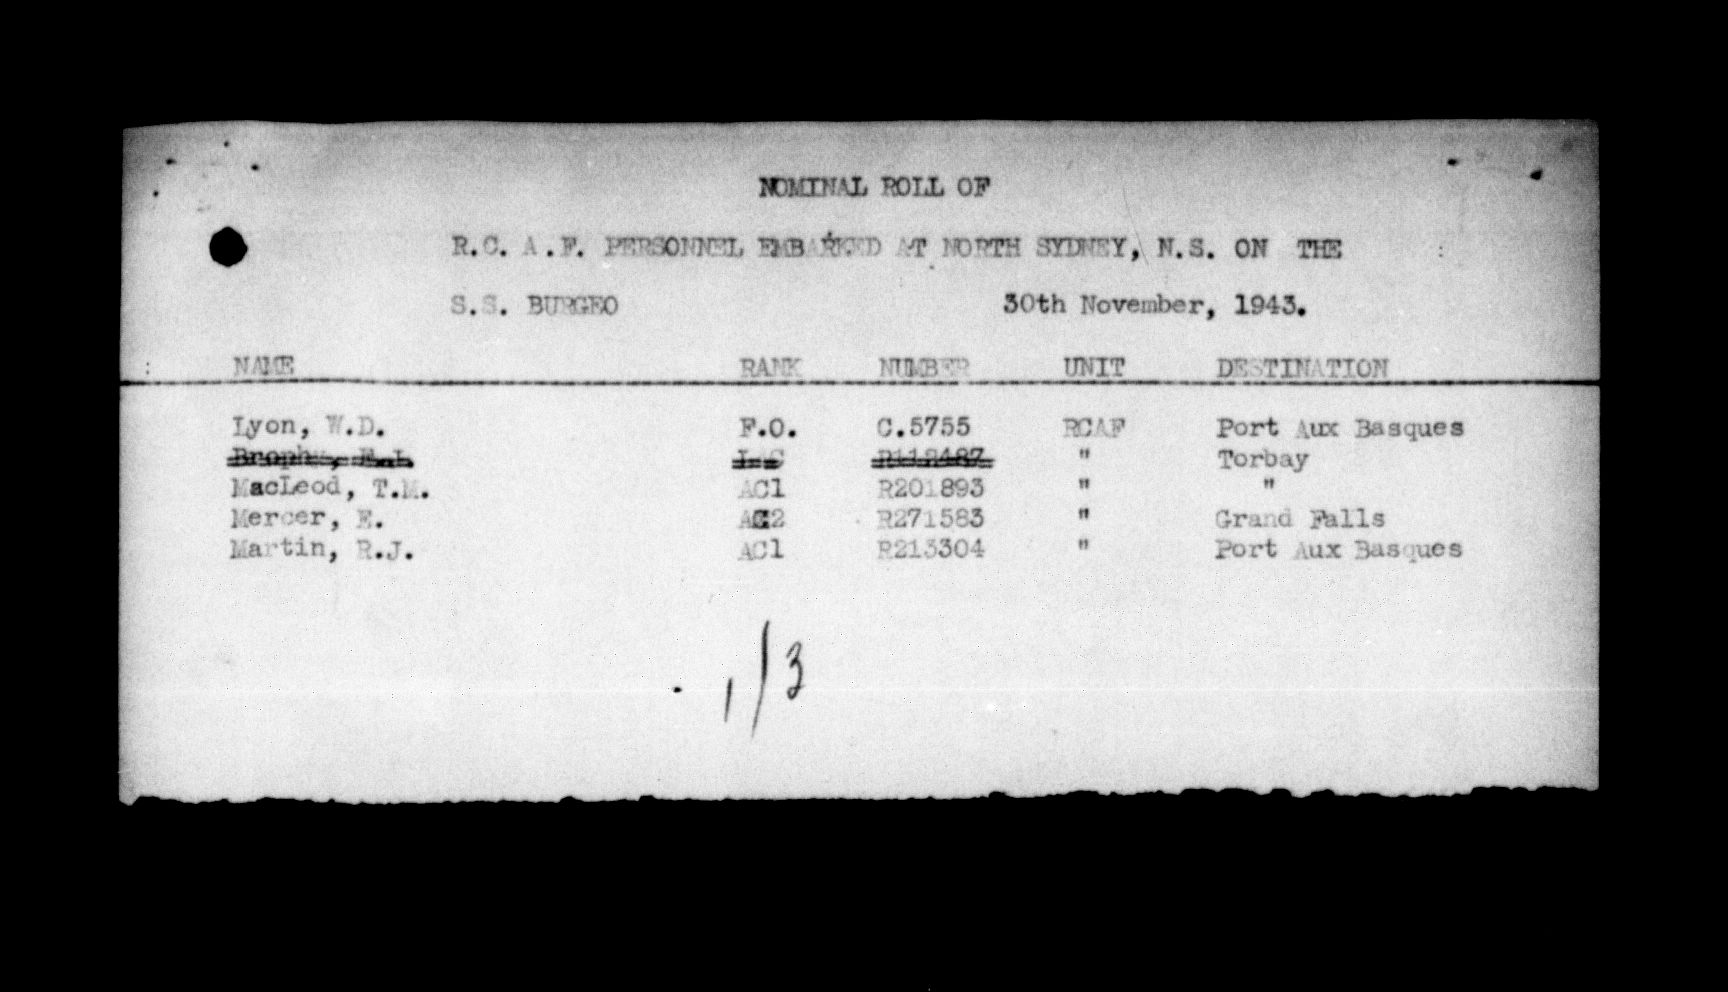 NOMINAL ROLL OF
R.C. A.F. PERSONNEL EMBARKED AT NORTH SYDNEY, N.S. ON THE
S.S. BURGEO 30th November, 1943.
NAME RANK NUMBER UNIT DESTINATION
Lyon, W.D. F.O. C.5755 RCAF Port Aux Basques
" Torbay
MacLeod, T.M. AC1 R201893 " "
Mercer, E. AC2 R271583 " Grand Falls
Martin, R.J. AC1 R213304 " Port Aux Basques
1/3